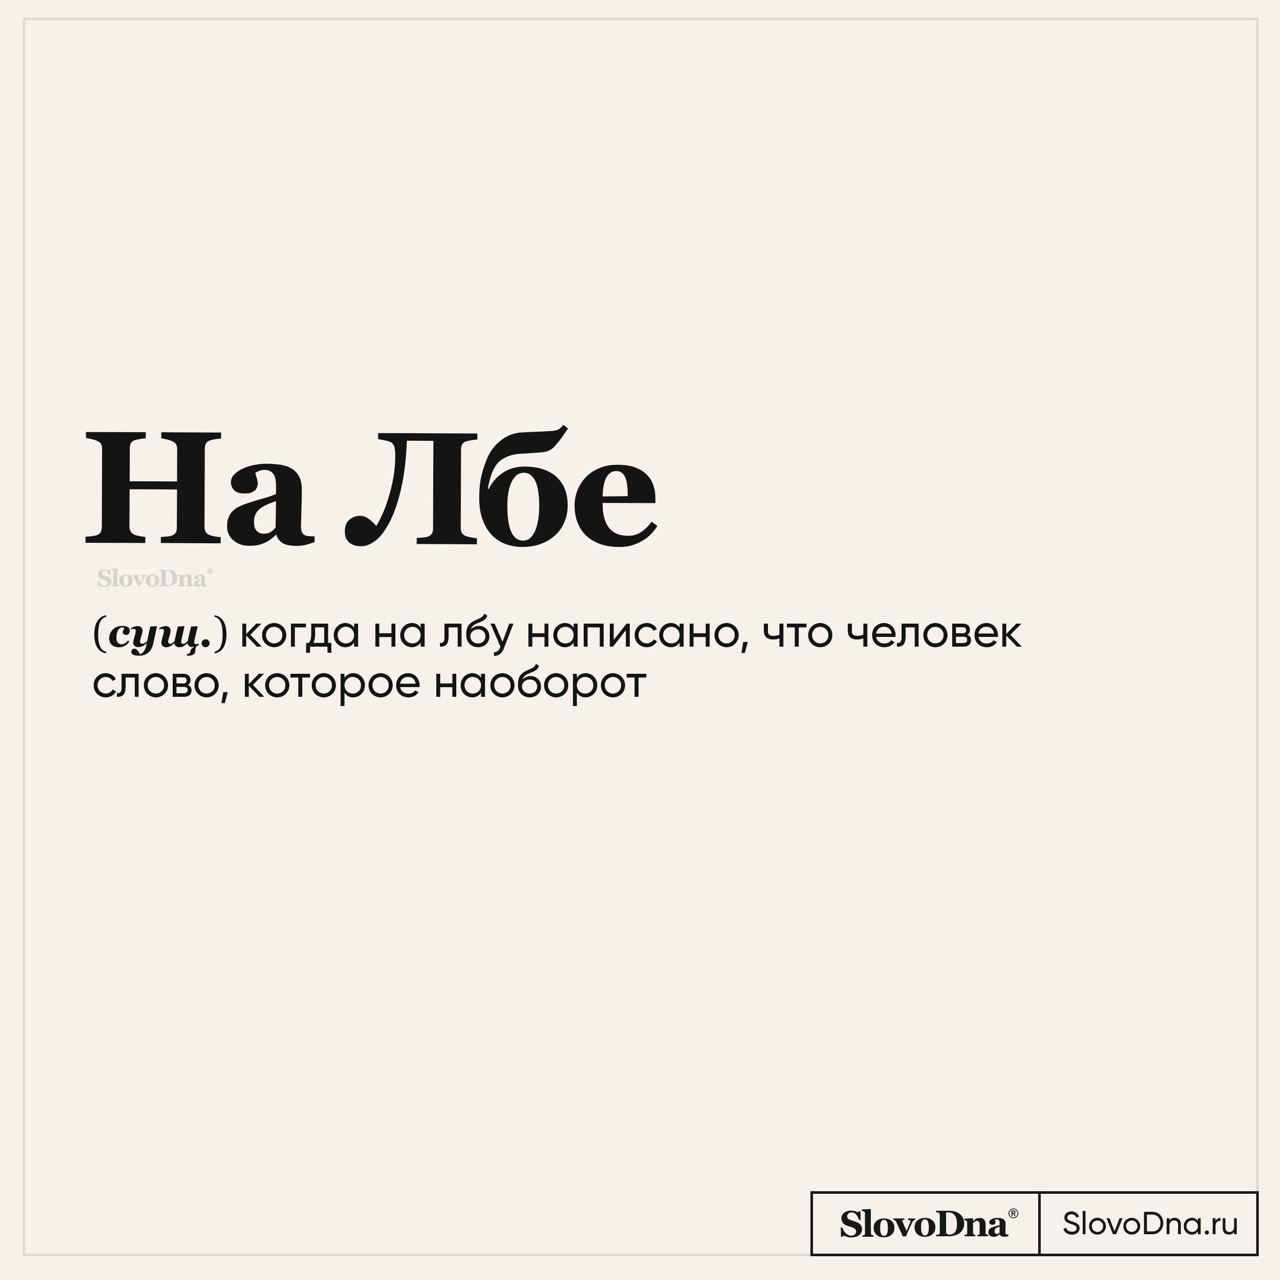 На Лбе
SlovoDna®
(сущ.) когда на лбу написано, что человек
слово, которое наоборот
SlovoDna® SlovoDna.ru